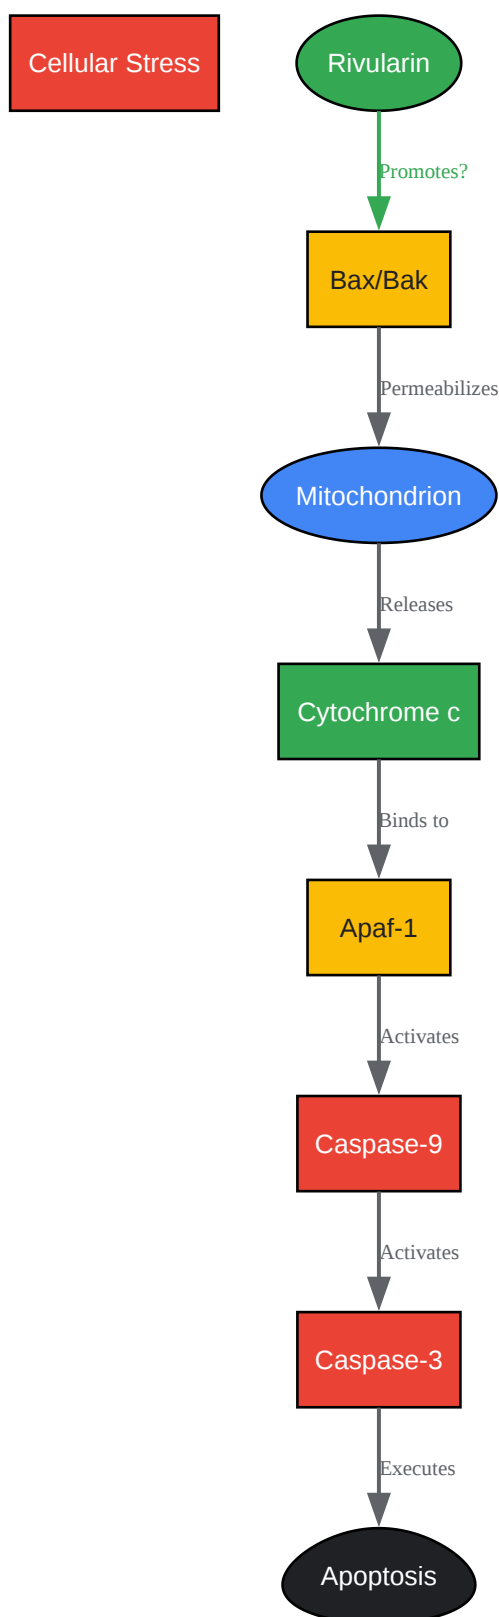 Cellular Stress
Rivularin
Promotes?
Bax/Bak
Permeabilizes
Mitochondrion
Releases
Cytochrome c
Binds to
Apaf-1
Activates
Caspase-9
Activates
Caspase-3
Executes
Apoptosis